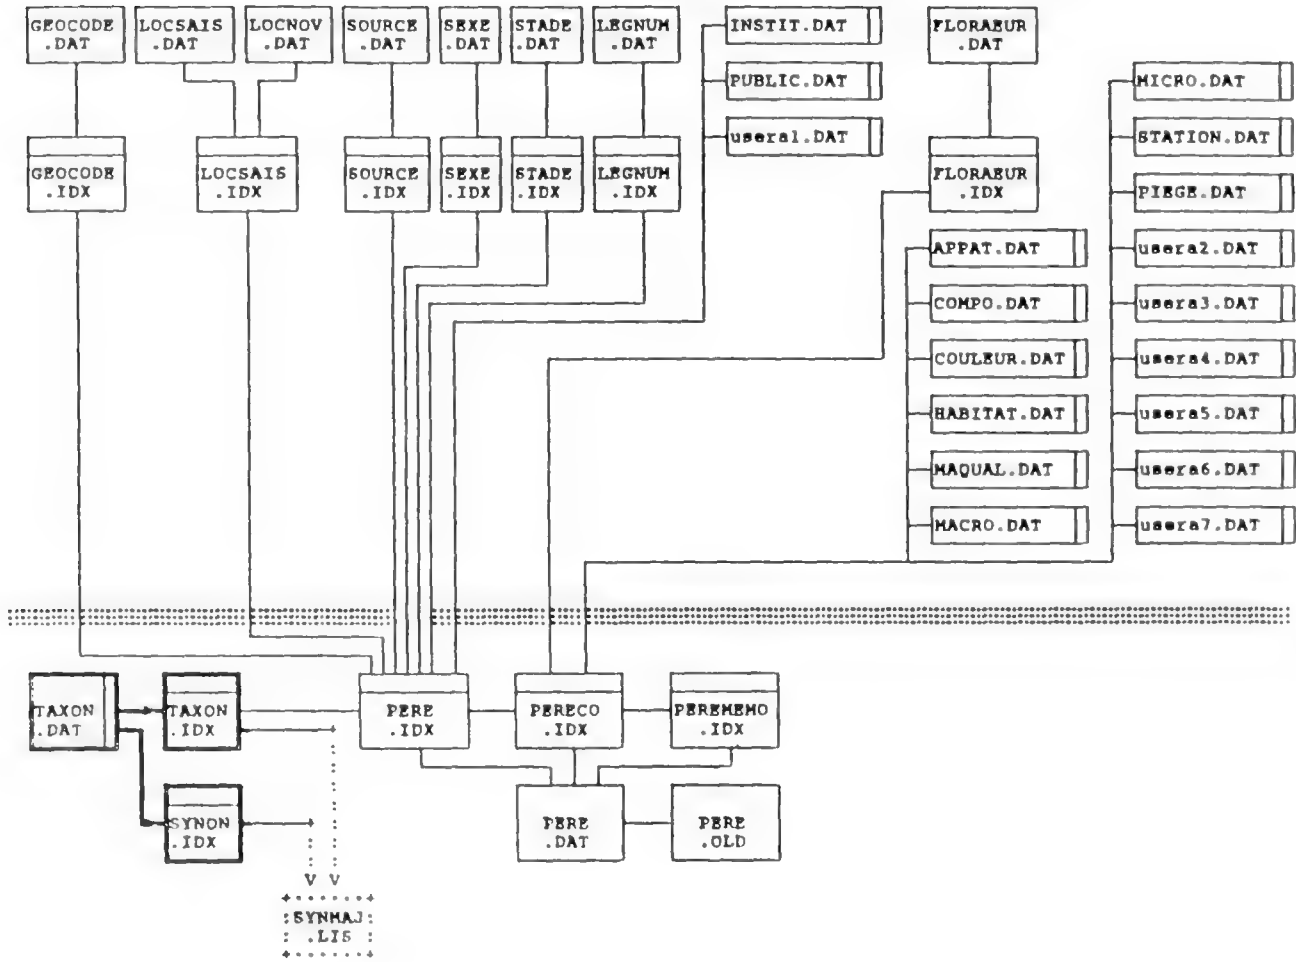 GEOCODE
.DAT
LOCSAIS
.DAT
LOCNOV
.DAT
SOURCE
.DAT
SEXE
.DAT
STADE
.DAT
LEGNUM
.DAT
INSTIT.DAT
PUBLIC.DAT
usera1.DAT
FLORAEUR
.DAT
MICRO.DAT
STATION.DAT
PIEGE.DAT
usera2.DAT
usera3.DAT
usera4.DAT
usera5.DAT
usera6.DAT
usera7.DAT
GEOCODE
.IDX
LOCSAIS
.IDX
SOURCE
.IDX
SEXE
.IDX
STADE
.IDX
LEGNUM
.IDX
FLORAEUR
.IDX
APPAT.DAT
COMPO.DAT
COULEUR.DAT
HABITAT.DAT
MAQUAL.DAT
MACRO.DAT
TAXON
.DAT
TAXON
.IDX
PERE
.IDX
PERECO
.IDX
PEREMEMO
.IDX
SYNON
.IDX
PERE
.DAT
PERE
.OLD
V V
SYNMAJ
.LIS